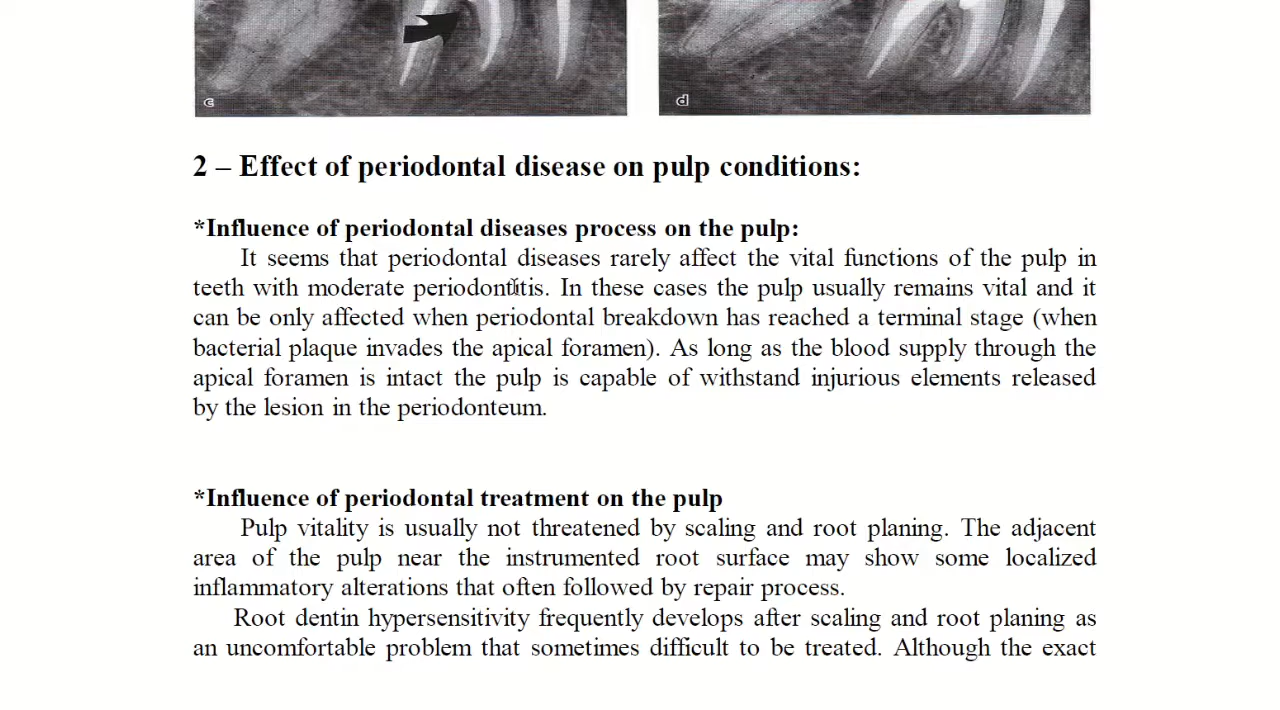 c
d
2 – Effect of periodontal disease on pulp conditions:
*Influence of periodontal diseases process on the pulp:
It seems that periodontal diseases rarely affect the vital functions of the pulp in
teeth with moderate periodontitis. In these cases the pulp usually remains vital and it
can be only affected when periodontal breakdown has reached a terminal stage (when
bacterial plaque invades the apical foramen). As long as the blood supply through the
apical foramen is intact the pulp is capable of withstand injurious elements released
by the lesion in the periodonteum.
*Influence of periodontal treatment on the pulp
Pulp vitality is usually not threatened by scaling and root planing. The adjacent
area of the pulp near the instrumented root surface may show some localized
inflammatory alterations that often followed by repair process.
Root dentin hypersensitivity frequently develops after scaling and root planing as
an uncomfortable problem that sometimes difficult to be treated. Although the exact